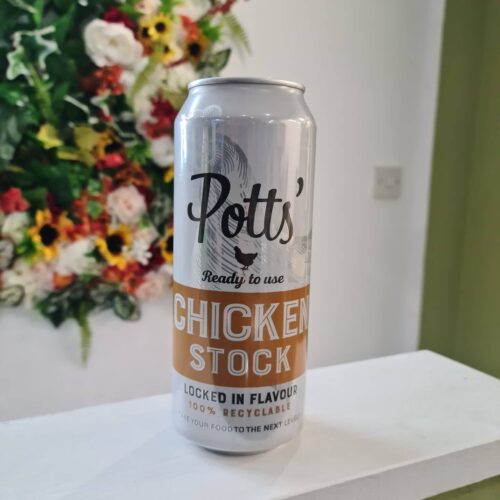 Potts'
Ready to use
CHICKEN
STOCK
LOCKED IN FLAVOUR
100% RECYCLABLE
YOUR FOOD TO THE NEXT LEVEL